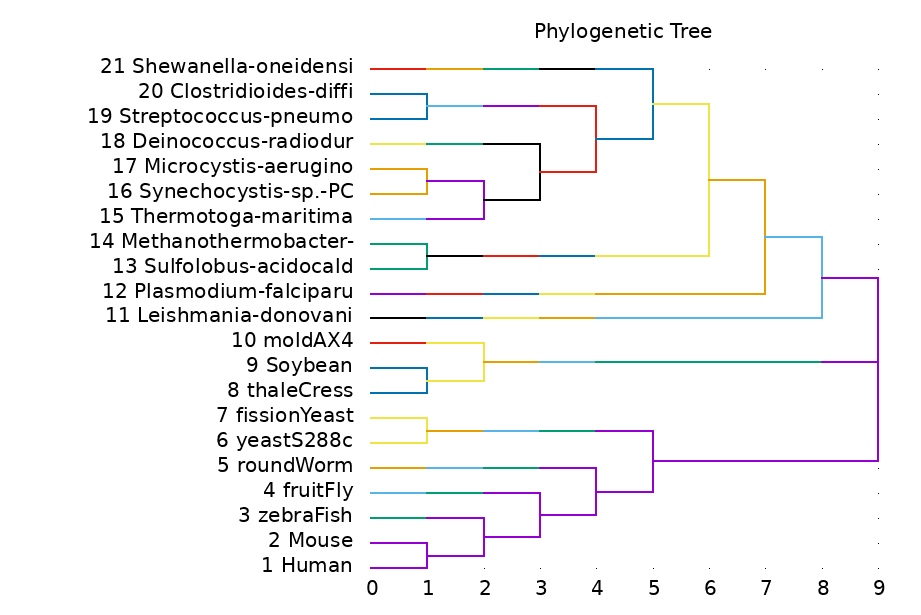 Phylogenetic Tree
21 Shewanella-oneidensi
20 Clostridioides-diffi
19 Streptococcus-pneumo
18 Deinococcus-radiodur
17 Microcystis-aerugino
16 Synechocystis-sp.-PC
15 Thermotoga-maritima
14 Methanothermobacter-
13 Sulfolobus-acidocald
12 Plasmodium-falciparu
11 Leishmania-donovani
10 moldAX4
9 Soybean
8 thaleCress
7 fissionYeast
6 yeastS288c
5 roundWorm
4 fruitFly
3 zebraFish
2 Mouse
1 Human
0 1 2 3 4 5 6 7 8 9